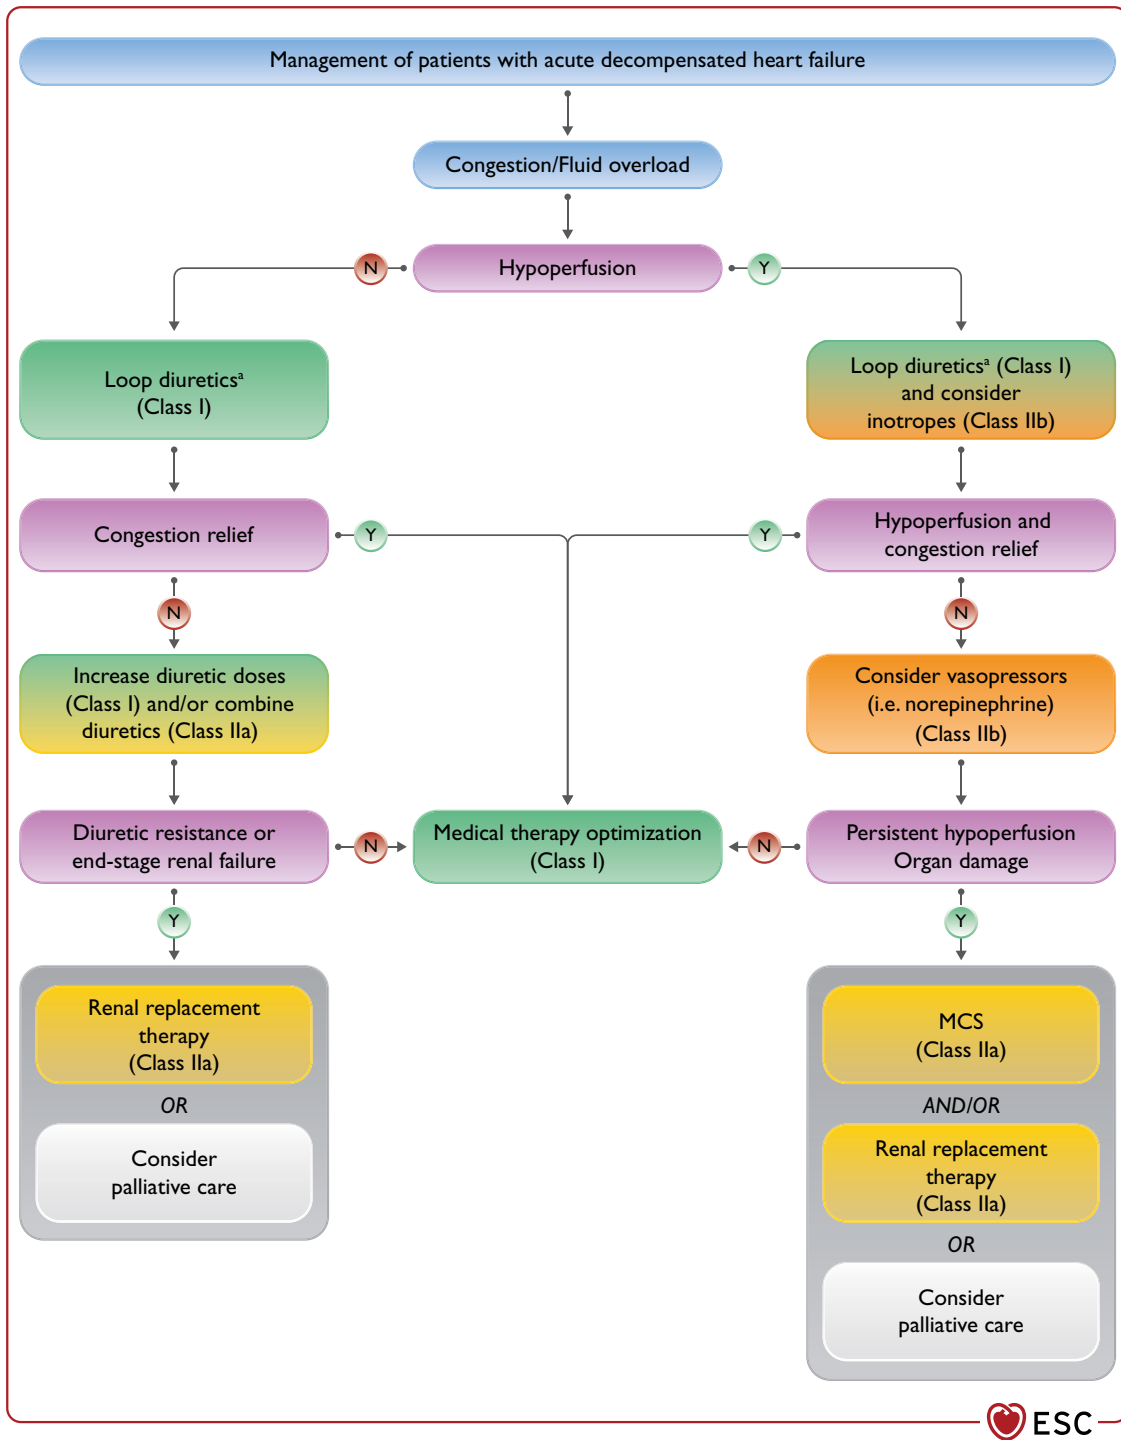 Management of patients with acute decompensated heart failure
Congestion/Fluid overload
Hypoperfusion
N
Y
Loop diureticsᵃ
(Class I)
Loop diureticsᵃ (Class I)
and consider
inotropes (Class IIb)
Congestion relief
Y
Y
Hypoperfusion and
congestion relief
N
N
Increase diuretic doses
(Class I) and/or combine
diuretics (Class IIa)
Consider vasopressors
(i.e. norepinephrine)
(Class IIb)
Diuretic resistance or
end-stage renal failure
N
Medical therapy optimization
(Class I)
N
Persistent hypoperfusion
Organ damage
Y
Y
Renal replacement
therapy
(Class IIa)
OR
Consider
palliative care
MCS
(Class IIa)
AND/OR
Renal replacement
therapy
(Class IIa)
OR
Consider
palliative care
ESC